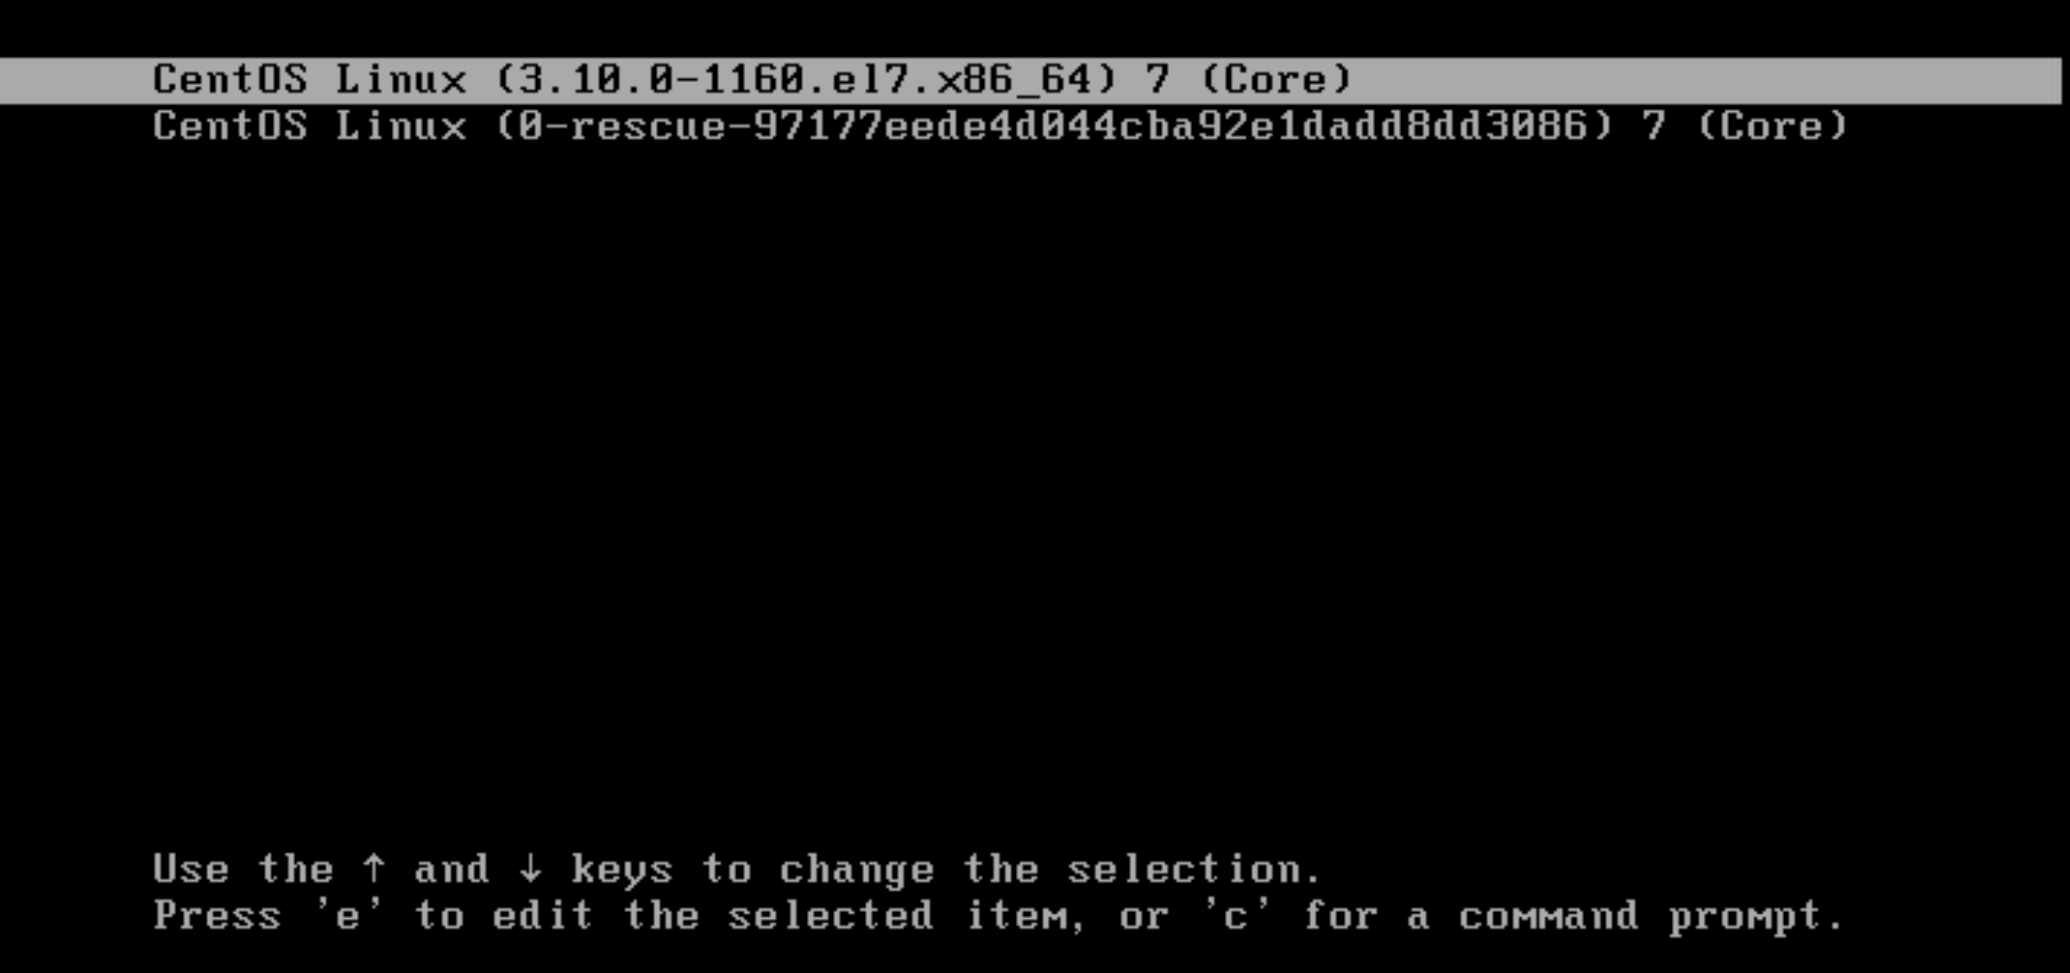 CentOS Linux (3.10.0-1160.el7.x86_64) 7 (Core)
CentOS Linux (0-rescue-97177eede4d044cba92e1dadd8dd3086) 7 (Core)
Use the ↑ and ↓ keys to change the selection.
Press 'e' to edit the selected item, or 'c' for a command prompt.